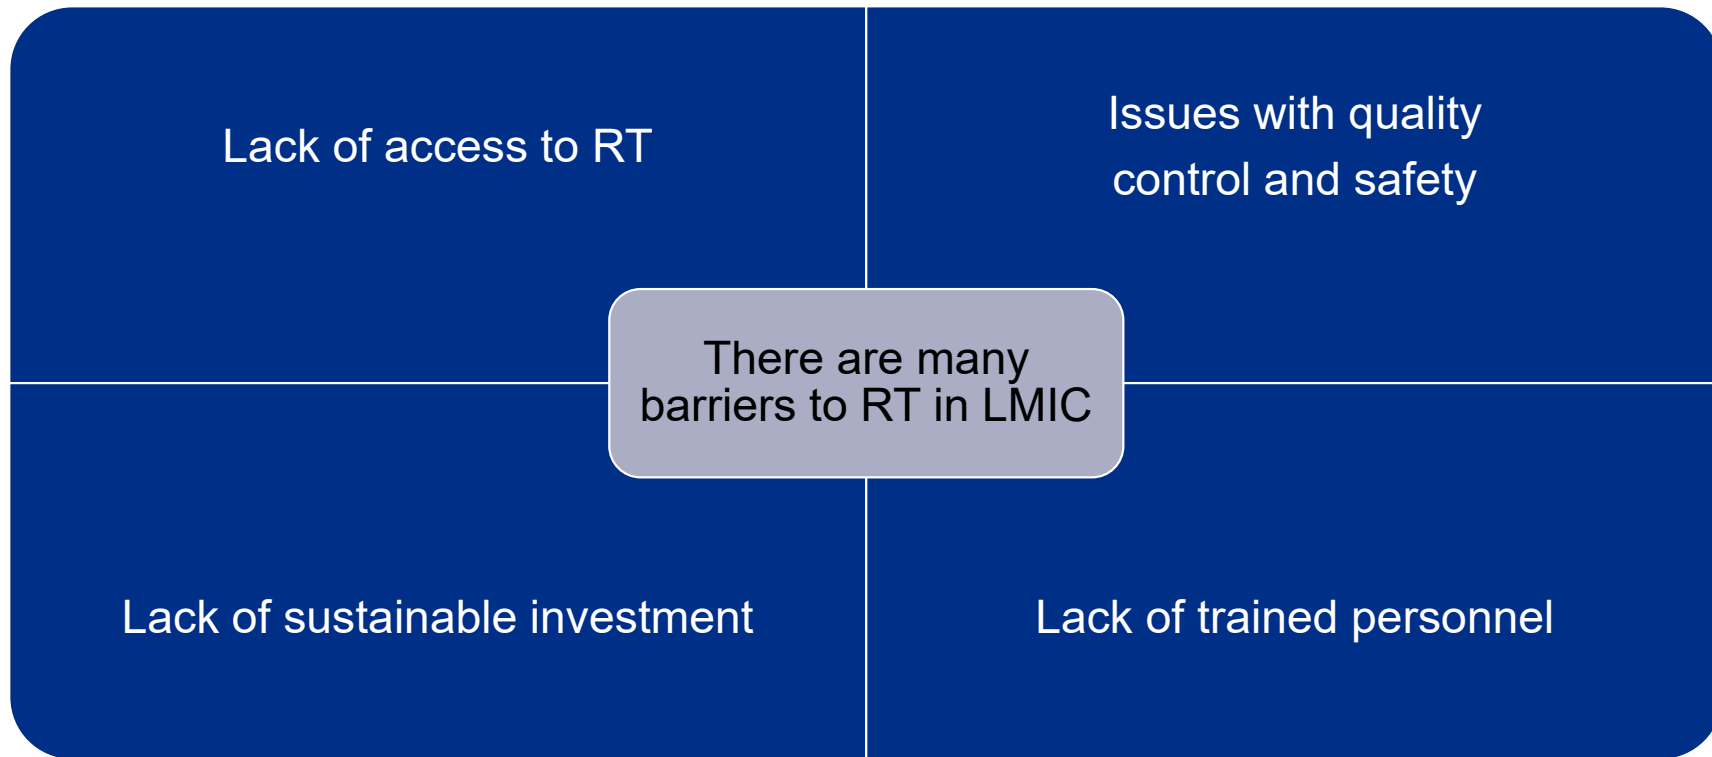 Lack of access to RT
Issues with quality
control and safety
There are many
barriers to RT in LMIC
Lack of sustainable investment
Lack of trained personnel